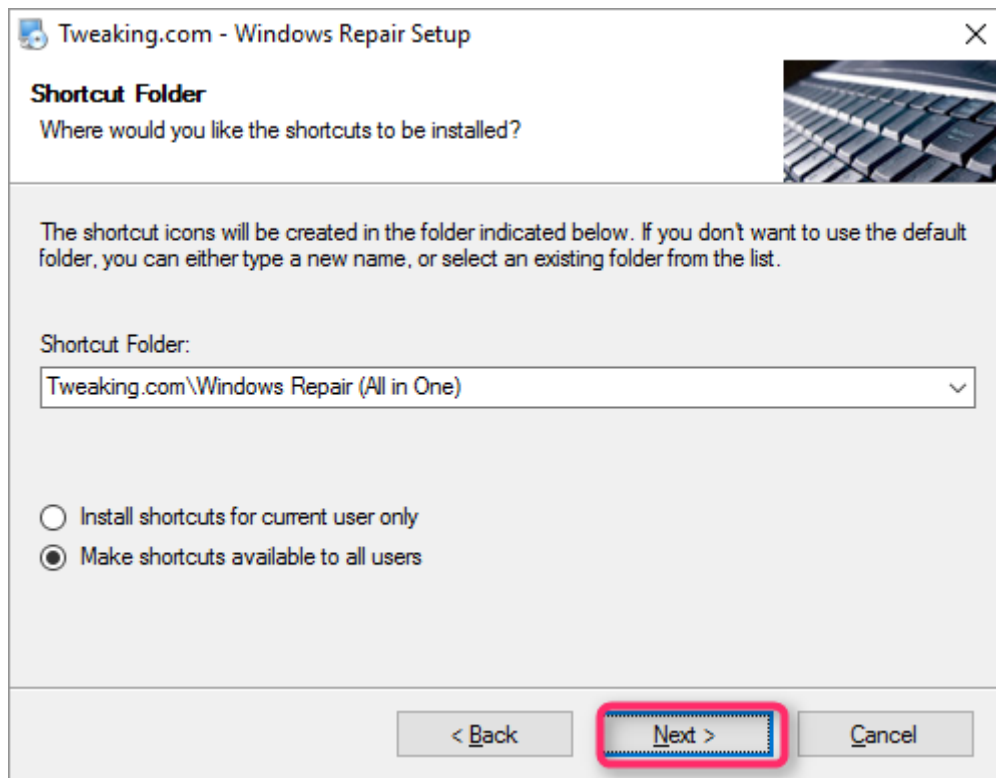 Tweaking.com - Windows Repair Setup
Shortcut Folder
Where would you like the shortcuts to be installed?
The shortcut icons will be created in the folder indicated below. If you don't want to use the default
folder, you can either type a new name, or select an existing folder from the list.
Shortcut Folder:
Tweaking.com\Windows Repair (All in One)
Install shortcuts for current user only
Make shortcuts available to all users
< Back
Next >
Cancel